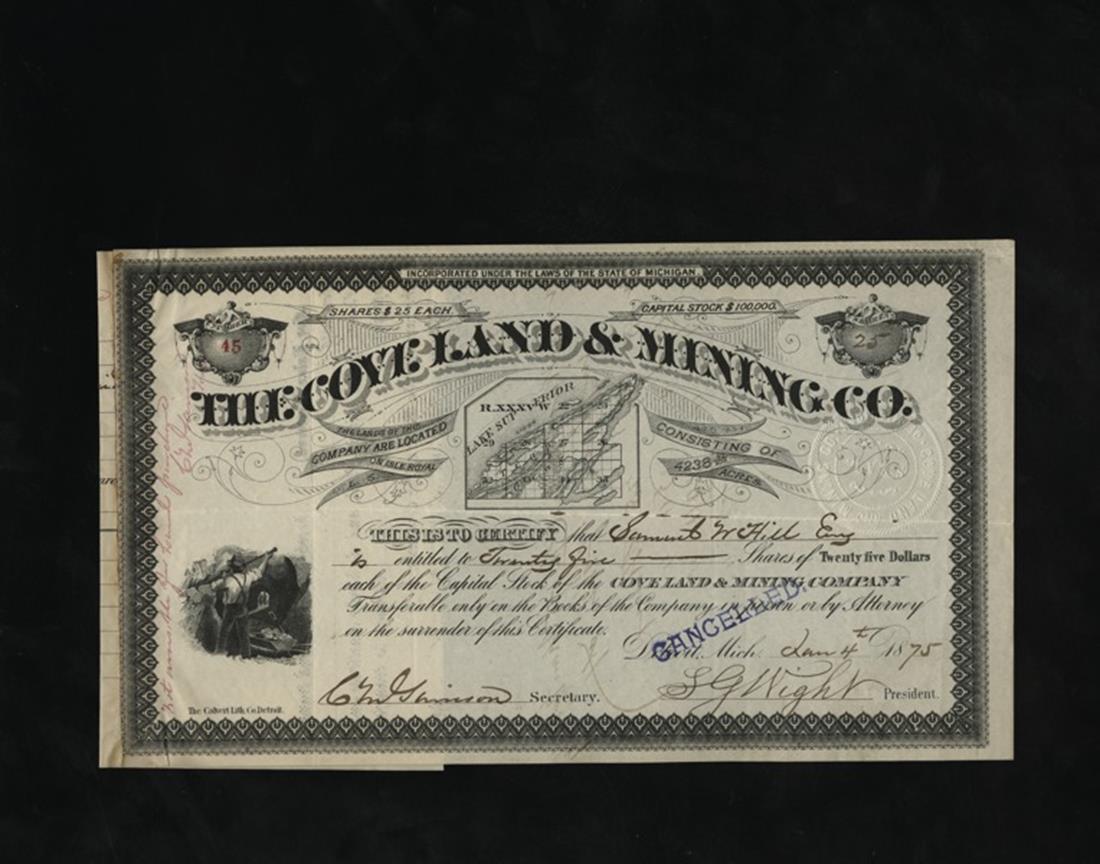 INCORPORATED UNDER THE LAWS OF THE STATE OF MICHIGAN.
SHARES $ 25 EACH.
CAPITAL STOCK $ 100,000.
45
25
THE COVE LAND & MINING CO.
R.XXXV W
LAKE SUPERIOR
THE LANDS OF THIS
COMPANY ARE LOCATED
ON ISLE ROYAL
L. S.
CONSISTING OF
4238
ACRES
THIS IS TO CERTIFY that Samuel W Hill Esq
is entitled to Twenty five Shares of Twenty five Dollars
each of the Capital Stock of the COVE LAND & MINING COMPANY
Transferable only on the Books of the Company in person or by Attorney
on the surrender of this Certificate.
CANCELLED.
Detroit, Mich. Jan 4th 1875
Secretary.
S G Wight President.
The Calvert Lith. Co. Detroit.